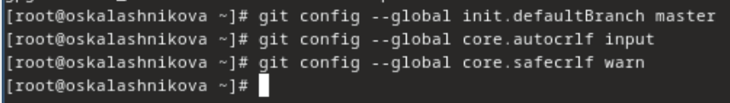 [root@oskalashnikova ~]# git config --global init.defaultBranch master
[root@oskalashnikova ~]# git config --global core.autocrlf input
[root@oskalashnikova ~]# git config --global core.safecrlf warn
[root@oskalashnikova ~]#